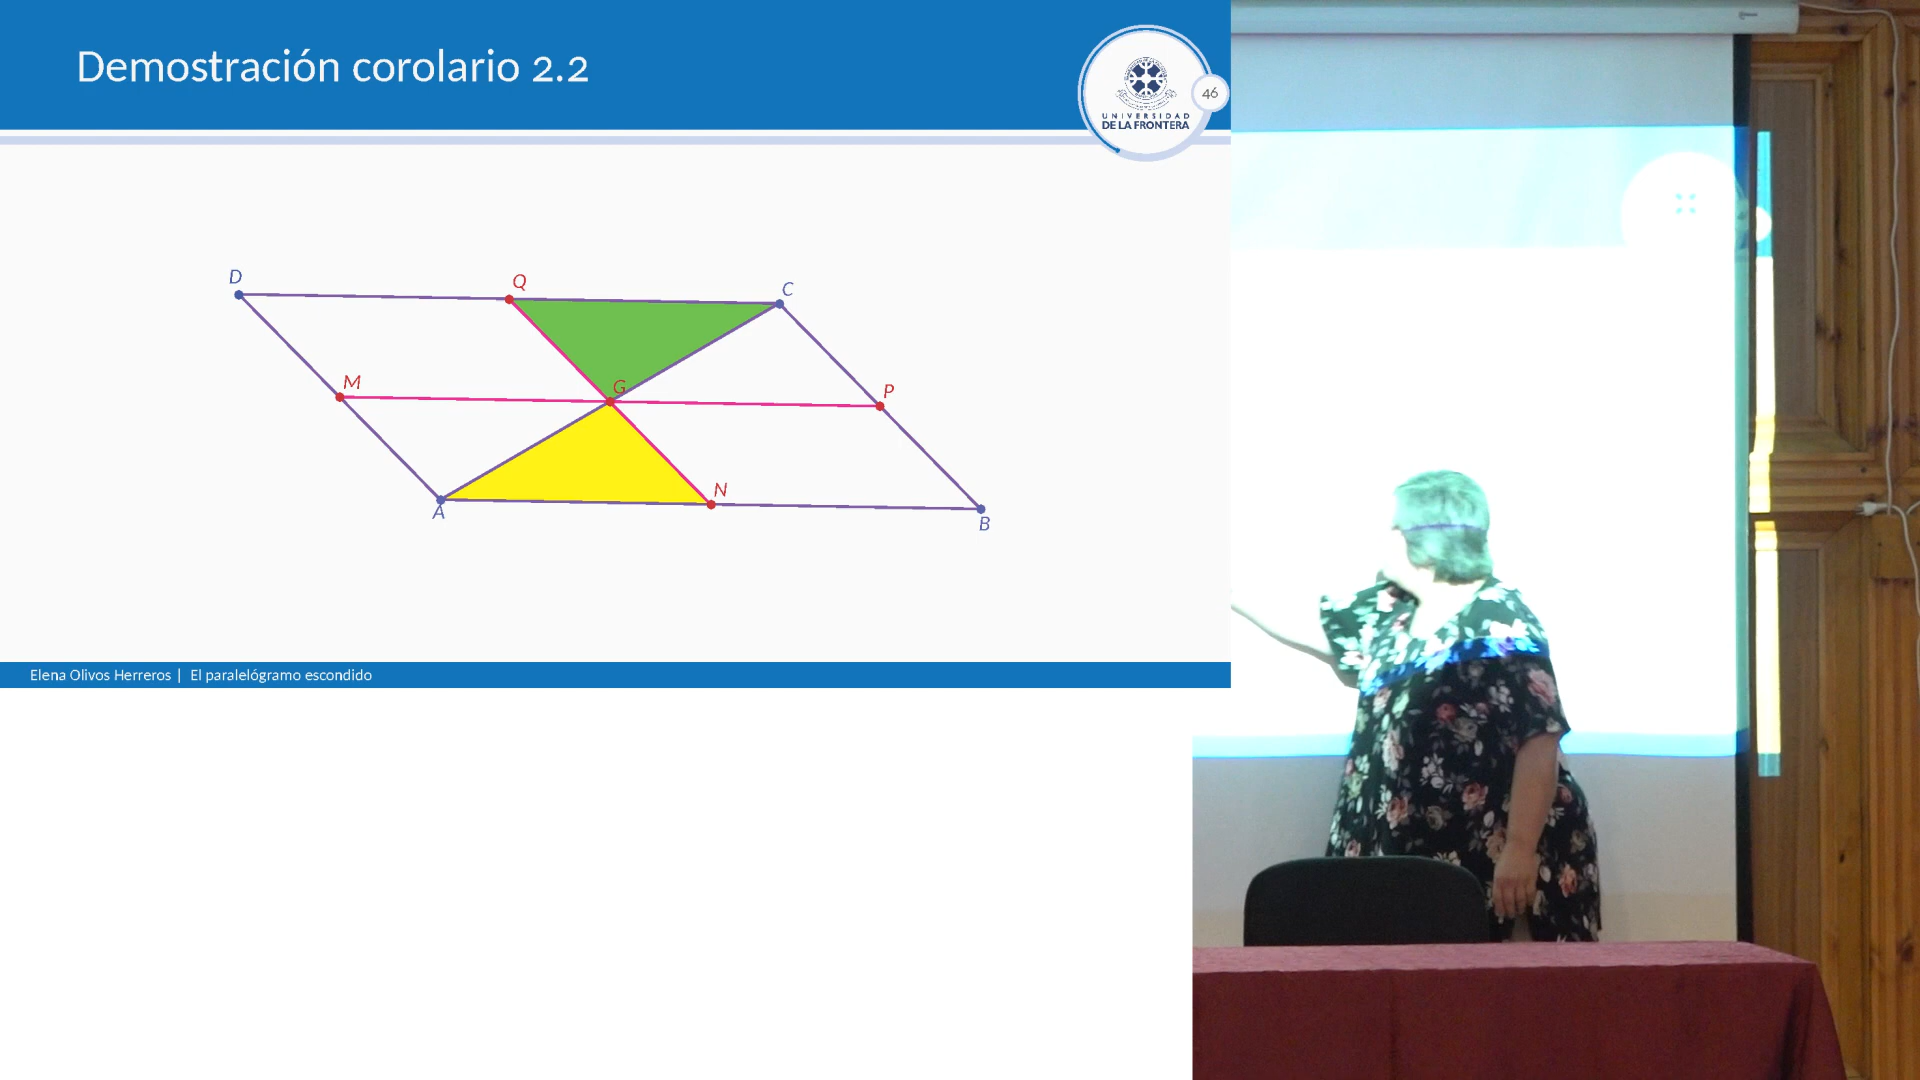 Demostración corolario 2.2
46
UNIVERSIDAD
DE LA FRONTERA
D
Q
C
M
G
P
A
N
B
Elena Olivos Herreros | El paralelógramo escondido